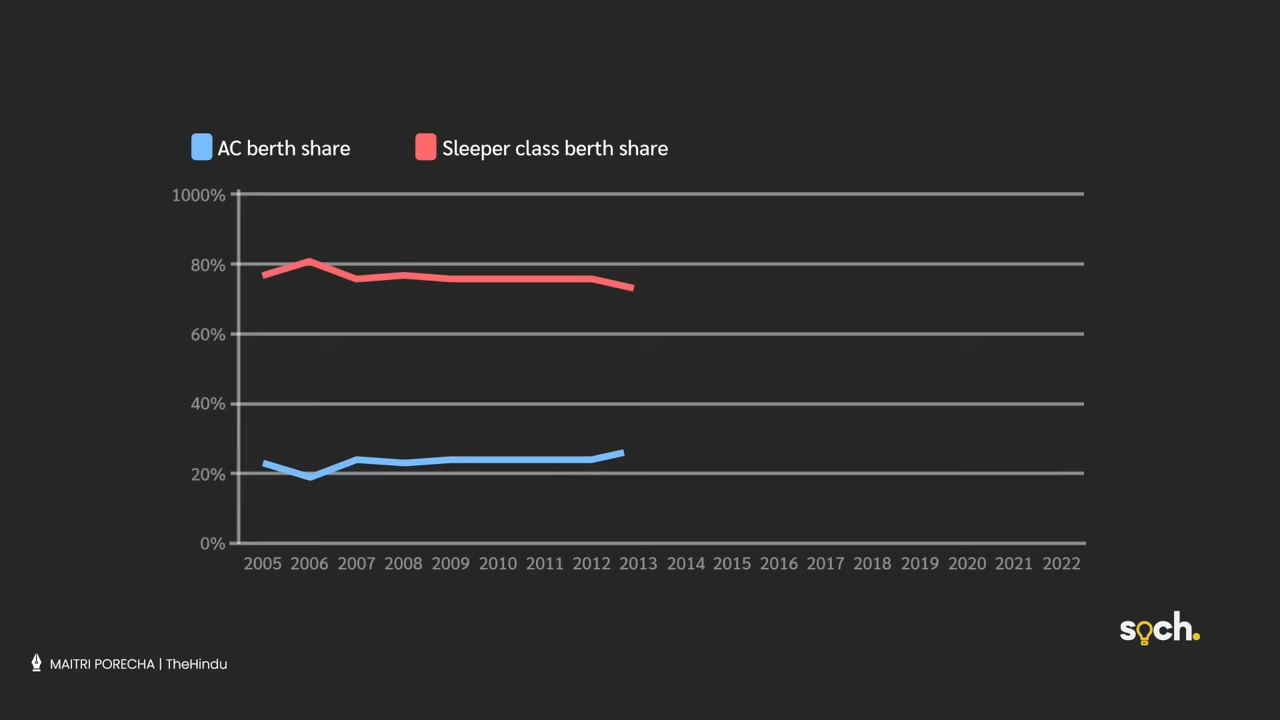 AC berth share
Sleeper class berth share
1000%
80%
60%
40%
20%
0%
2005 2006 2007 2008 2009 2010 2011 2012 2013 2014 2015 2016 2017 2018 2019 2020 2021 2022
soch.
MAITRI PORECHA | TheHindu